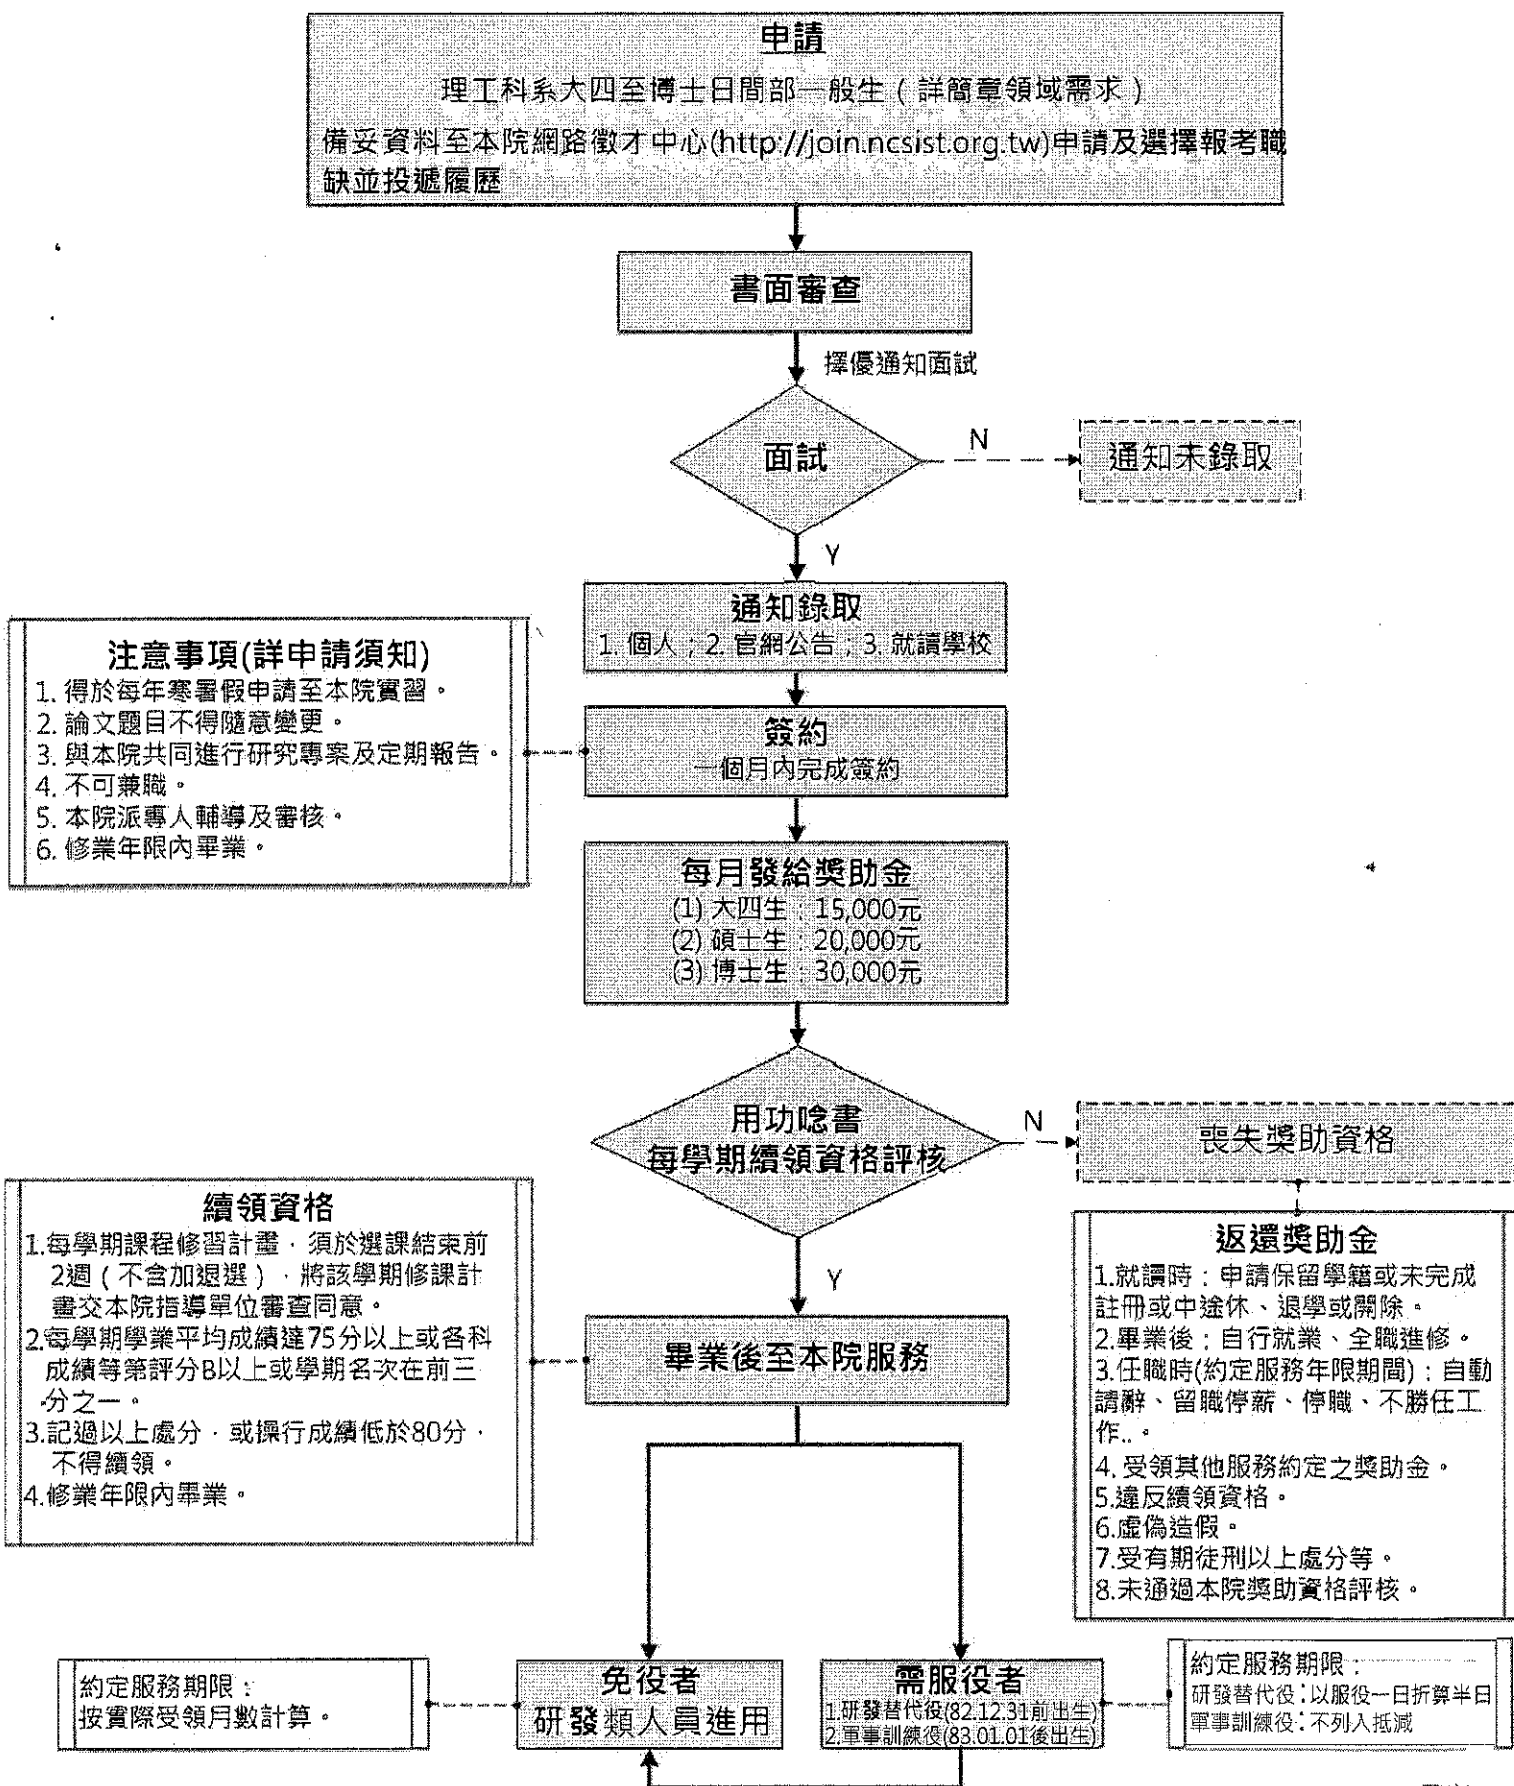 申請
理工科系大四至博士日間部一般生（詳簡章領域需求）
備妥資料至本院網路徵才中心(http://join.ncsist.org.tw)申請及選擇報考職
缺並投遞履歷
書面審查
擇優通知面試
面試
N
通知未錄取
Y
通知錄取
1. 個人；2. 官網公告；3. 就讀學校
注意事項(詳申請須知)
1. 得於每年寒暑假申請至本院實習。
2. 論文題目不得隨意變更。
3. 與本院共同進行研究專案及定期報告。
4. 不可兼職。
5. 本院派專人輔導及審核。
6. 修業年限內畢業。
簽約
一個月內完成簽約
每月發給獎助金
(1) 大四生：15,000元
(2) 碩士生：20,000元
(3) 博士生：30,000元
用功唸書
每學期續領資格評核
N
喪失獎助資格
Y
續領資格
1.每學期課程修習計畫，須於選課結束前
2週（不含加退選），將該學期修課計
畫交本院指導單位審查同意。
2.每學期學業平均成績達75分以上或各科
成績等第評分B以上或學期名次在前三
分之一。
3.記過以上處分，或操行成績低於80分，
不得續領。
4.修業年限內畢業。
畢業後至本院服務
返還獎助金
1.就讀時：申請保留學籍或未完成
註冊或中途休、退學或開除。
2.畢業後：自行就業、全職進修。
3.任職時(約定服務年限期間)：自動
請辭、留職停薪、停職、不勝任工
作..。
4. 受領其他服務約定之獎助金。
5.違反續領資格。
6.虛偽造假。
7.受有期徒刑以上處分等。
8.未通過本院獎助資格評核。
約定服務期限：
按實際受領月數計算。
免役者
研發類人員進用
需服役者
1.研發替代役(82.12.31前出生)
2.軍事訓練役(83.01.01後出生)
約定服務期限：
研發替代役：以服役一日折算半日
軍事訓練役：不列入抵減